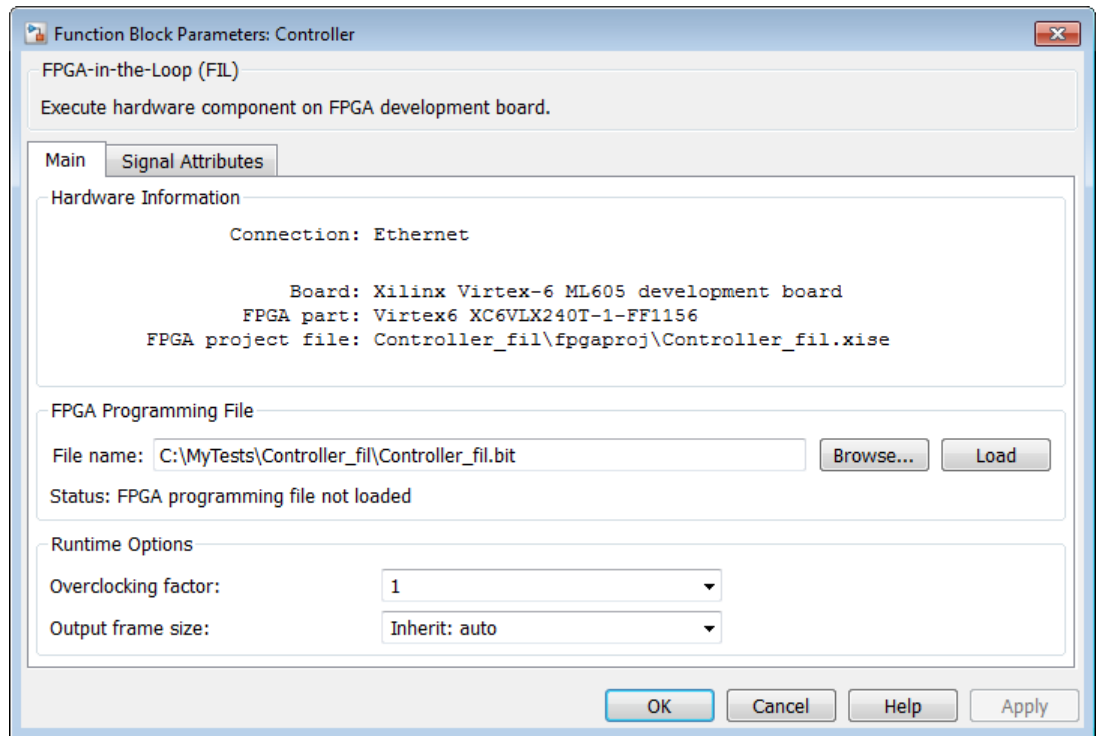 Function Block Parameters: Controller
FPGA-in-the-Loop (FIL)
Execute hardware component on FPGA development board.
Main Signal Attributes
Hardware Information
Connection: Ethernet
Board: Xilinx Virtex-6 ML605 development board
FPGA part: Virtex6 XC6VLX240T-1-FF1156
FPGA project file: Controller_fil\fpgaproj\Controller_fil.xise
FPGA Programming File
File name: C:\MyTests\Controller_fil\Controller_fil.bit Browse... Load
Status: FPGA programming file not loaded
Runtime Options
Overclocking factor: 1
Output frame size: Inherit: auto
OK Cancel Help Apply